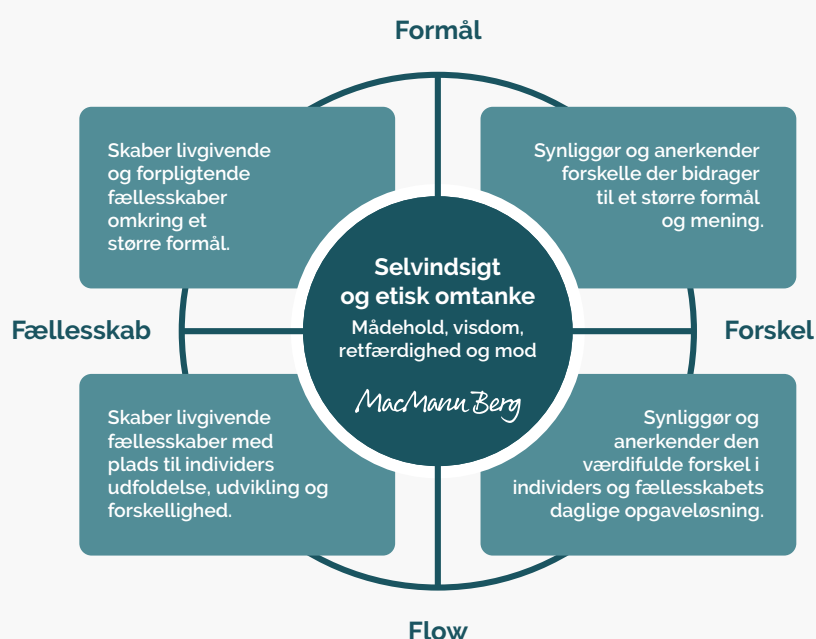 Formål
Skaber livgivende
og forpligtende
fællesskaber
omkring et
større formål.
Synliggør og anerkender
forskelle der bidrager
til et større formål
og mening.
Selvindsigt
og etisk omtanke
Mådehold, visdom,
retfærdighed og mod
MacMann Berg
Fællesskab
Forskel
Skaber livgivende
fællesskaber med
plads til individers
udfoldelse, udvikling og
forskellighed.
Synliggør og
anerkender den
værdifulde forskel i
individers og fællesskabets
daglige opgaveløsning.
Flow